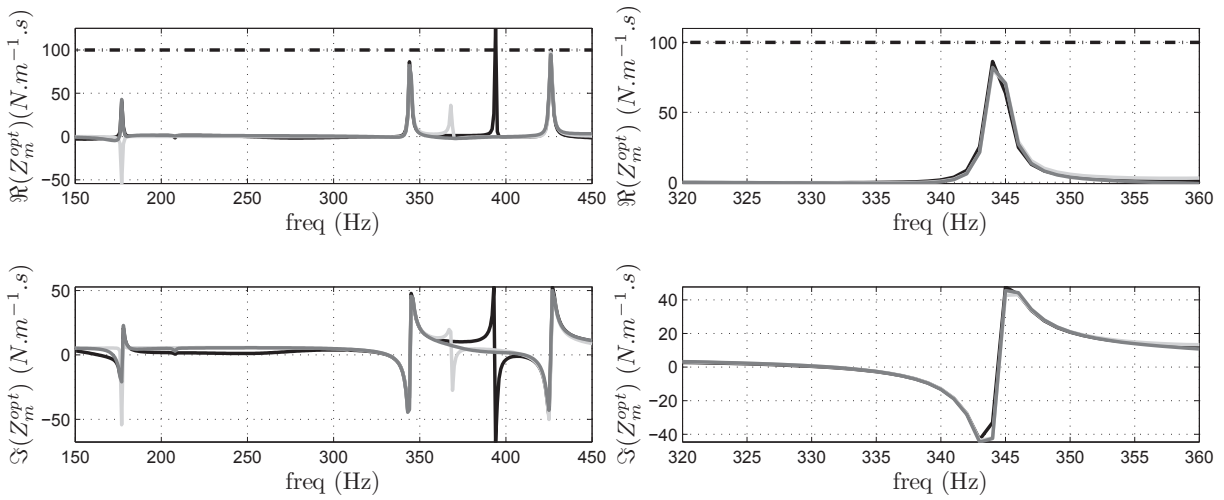 ℜ(Z_m^{opt})(N.m^{−1}.s)
100
50
0
−50
150 200 250 300 350 400 450
freq (Hz)
ℜ(Z_m^{opt}) (N.m^{−1}.s)
100
50
0
320 325 330 335 340 345 350 355 360
freq (Hz)
ℑ(Z_m^{opt}) (N.m^{−1}.s)
50
0
−50
150 200 250 300 350 400 450
freq (Hz)
ℑ(Z_m^{opt}) (N.m^{−1}.s)
40
20
0
−20
−40
320 325 330 335 340 345 350 355 360
freq (Hz)